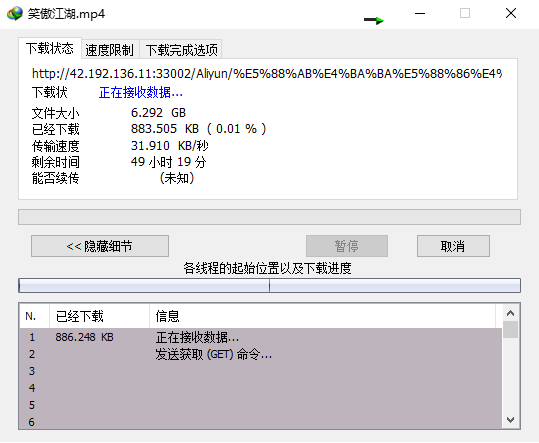 笑傲江湖.mp4
下载状态 速度限制 下载完成选项
http://42.192.136.11:33002/Aliyun/%E5%88%AB%E4%BA%BA%E5%88%86%E4%
下载状 正在接收数据...
文件大小 6.292 GB
已经下载 883.505 KB ( 0.01 % )
传输速度 31.910 KB/秒
剩余时间 49 小时 19 分
能否续传 (未知)
<< 隐藏细节 暂停 取消
各线程的起始位置以及下载进度
N. 已经下载 信息
1 886.248 KB 正在接收数据...
2 发送获取 (GET) 命令...
3
4
5
6